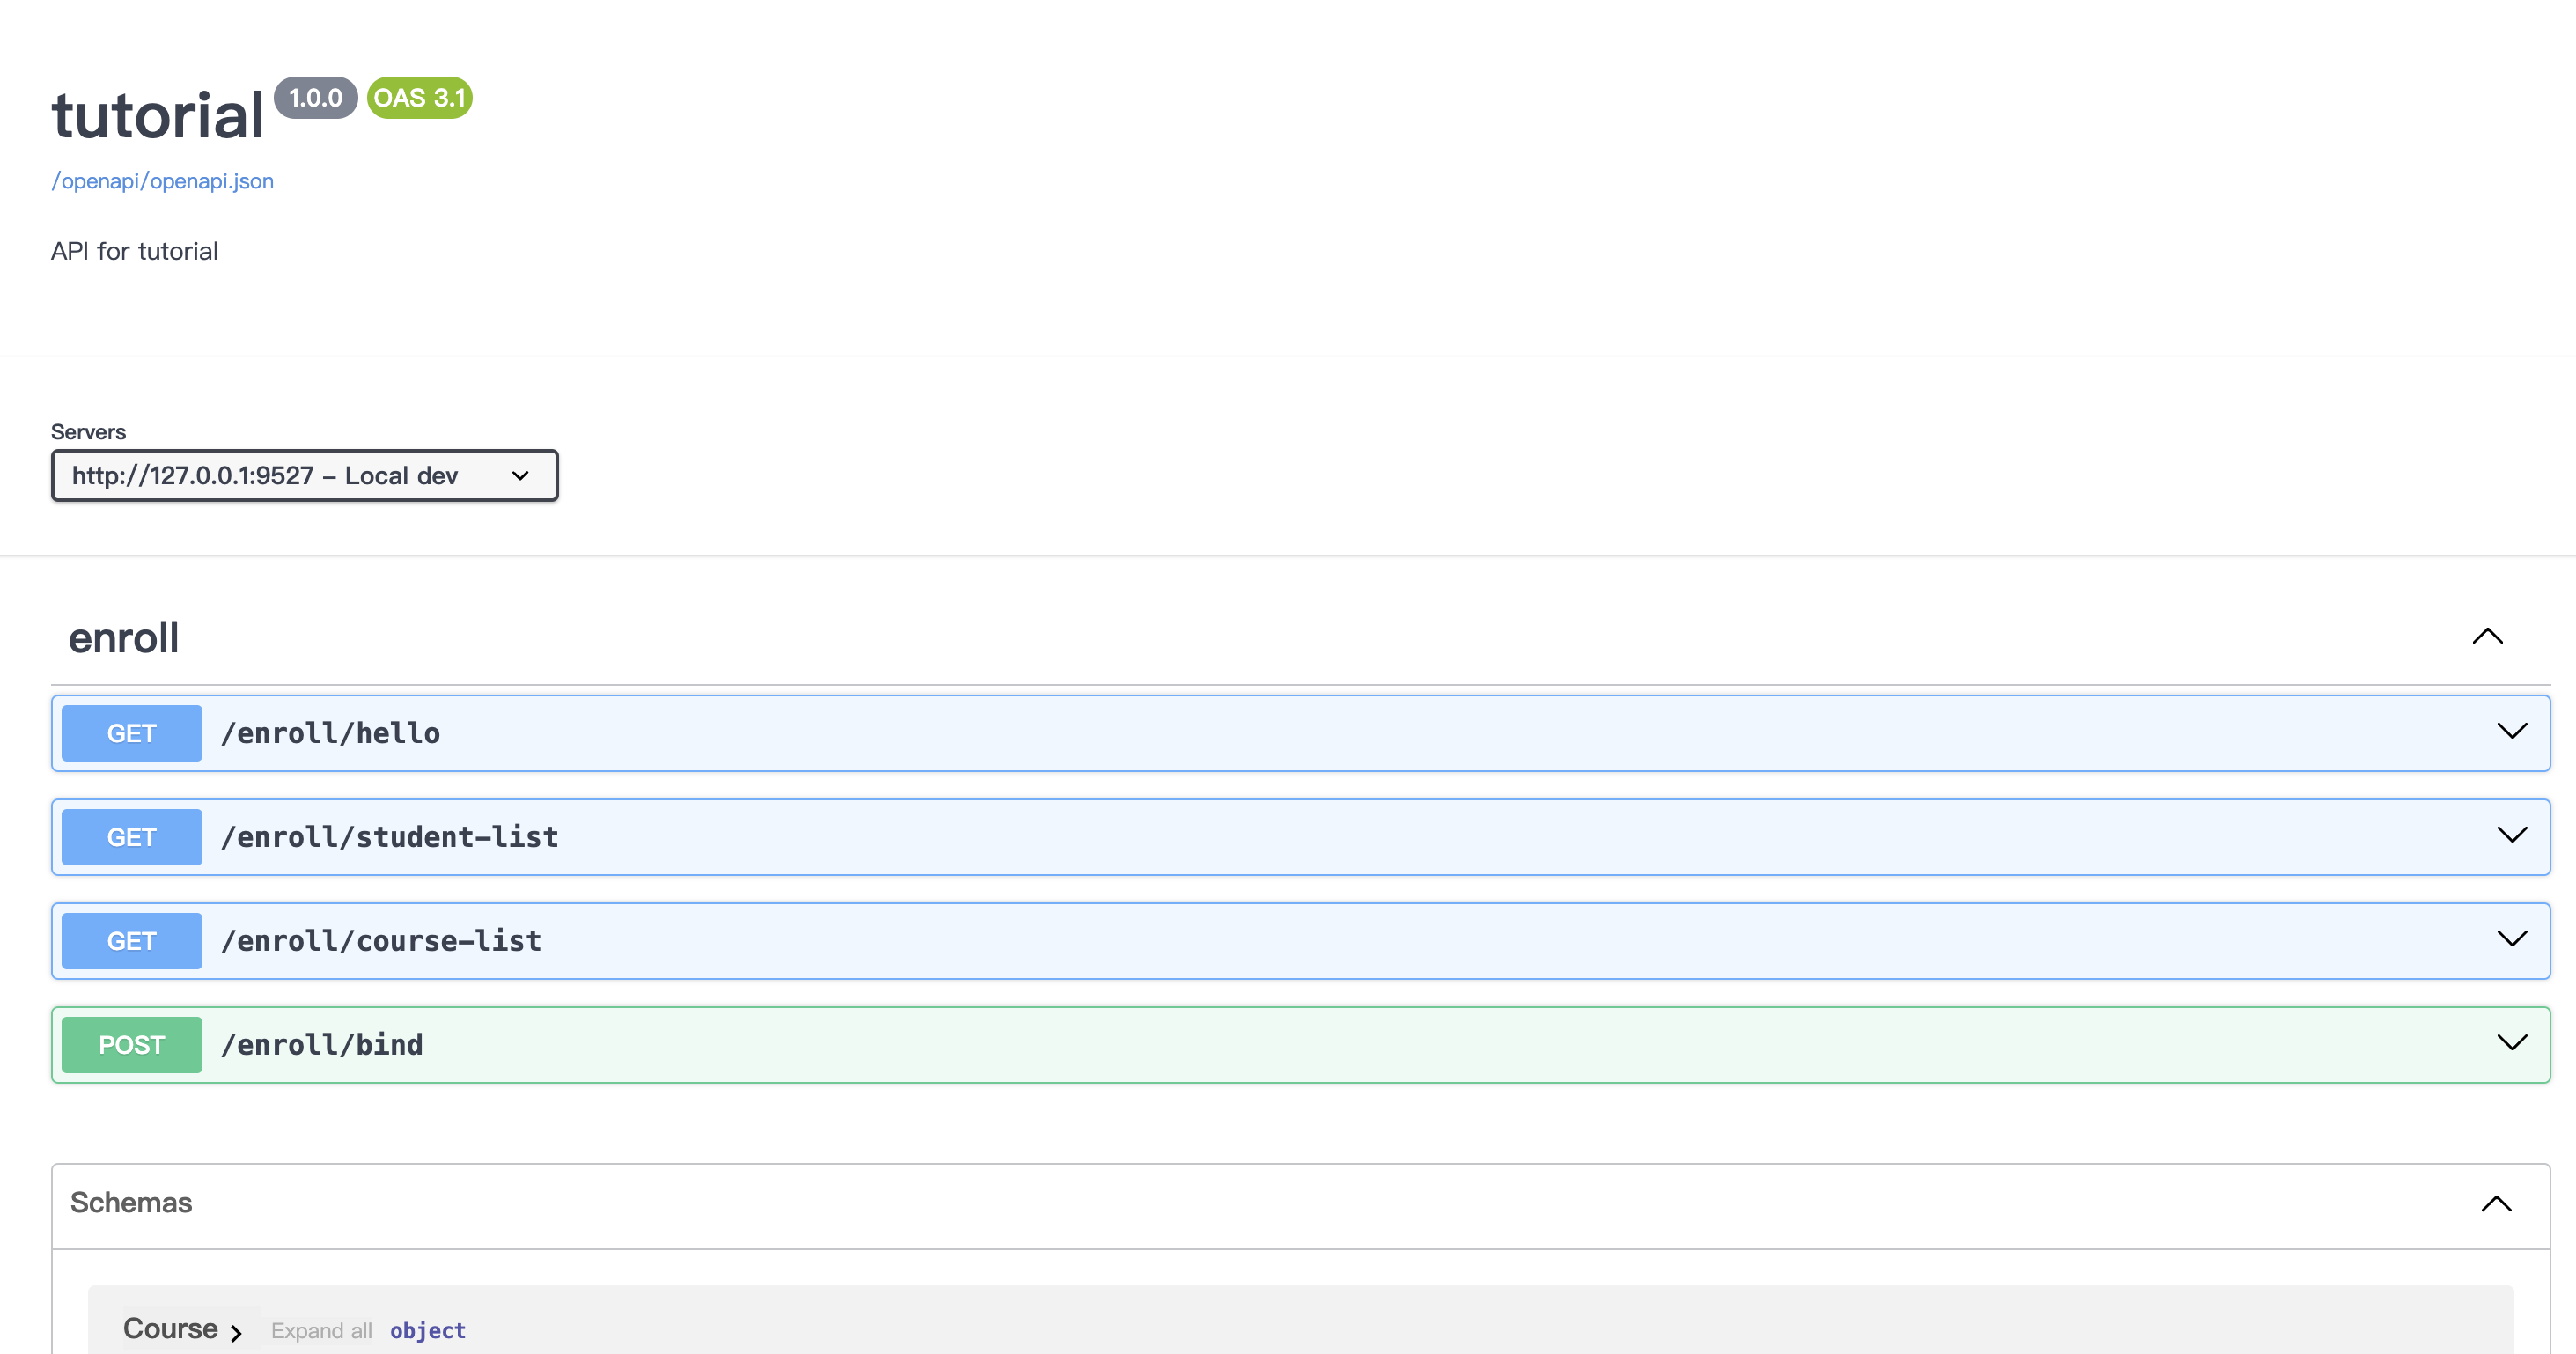 tutorial 1.0.0 OAS 3.1
/openapi/openapi.json
API for tutorial
Servers
http://127.0.0.1:9527 – Local dev
enroll
GET /enroll/hello
GET /enroll/student-list
GET /enroll/course-list
POST /enroll/bind
Schemas
Course Expand all object